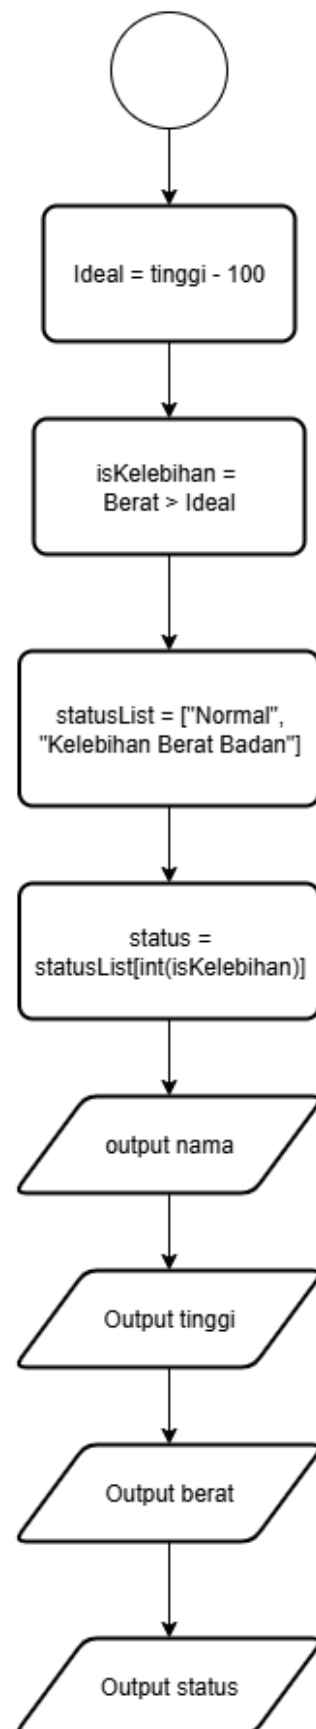 Ideal = tinggi - 100
isKelebihan =
Berat > Ideal
statusList = ["Normal",
"Kelebihan Berat Badan"]
status =
statusList[int(isKelebihan)]
output nama
Output tinggi
Output berat
Output status